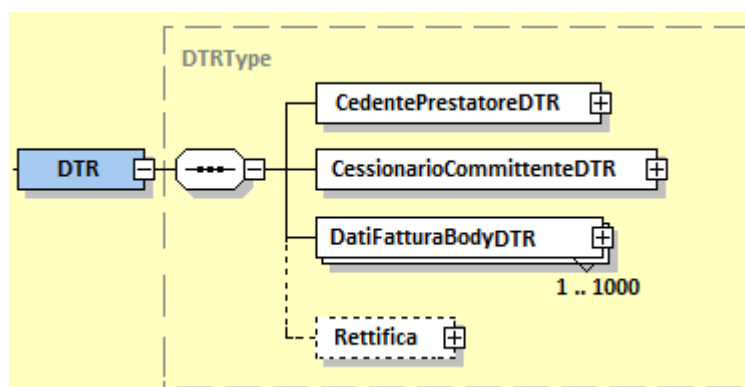 DTRType
CedentePrestatoreDTR
DTR
CessionarioCommittenteDTR
DatiFatturaBodyDTR
1 .. 1000
Rettifica